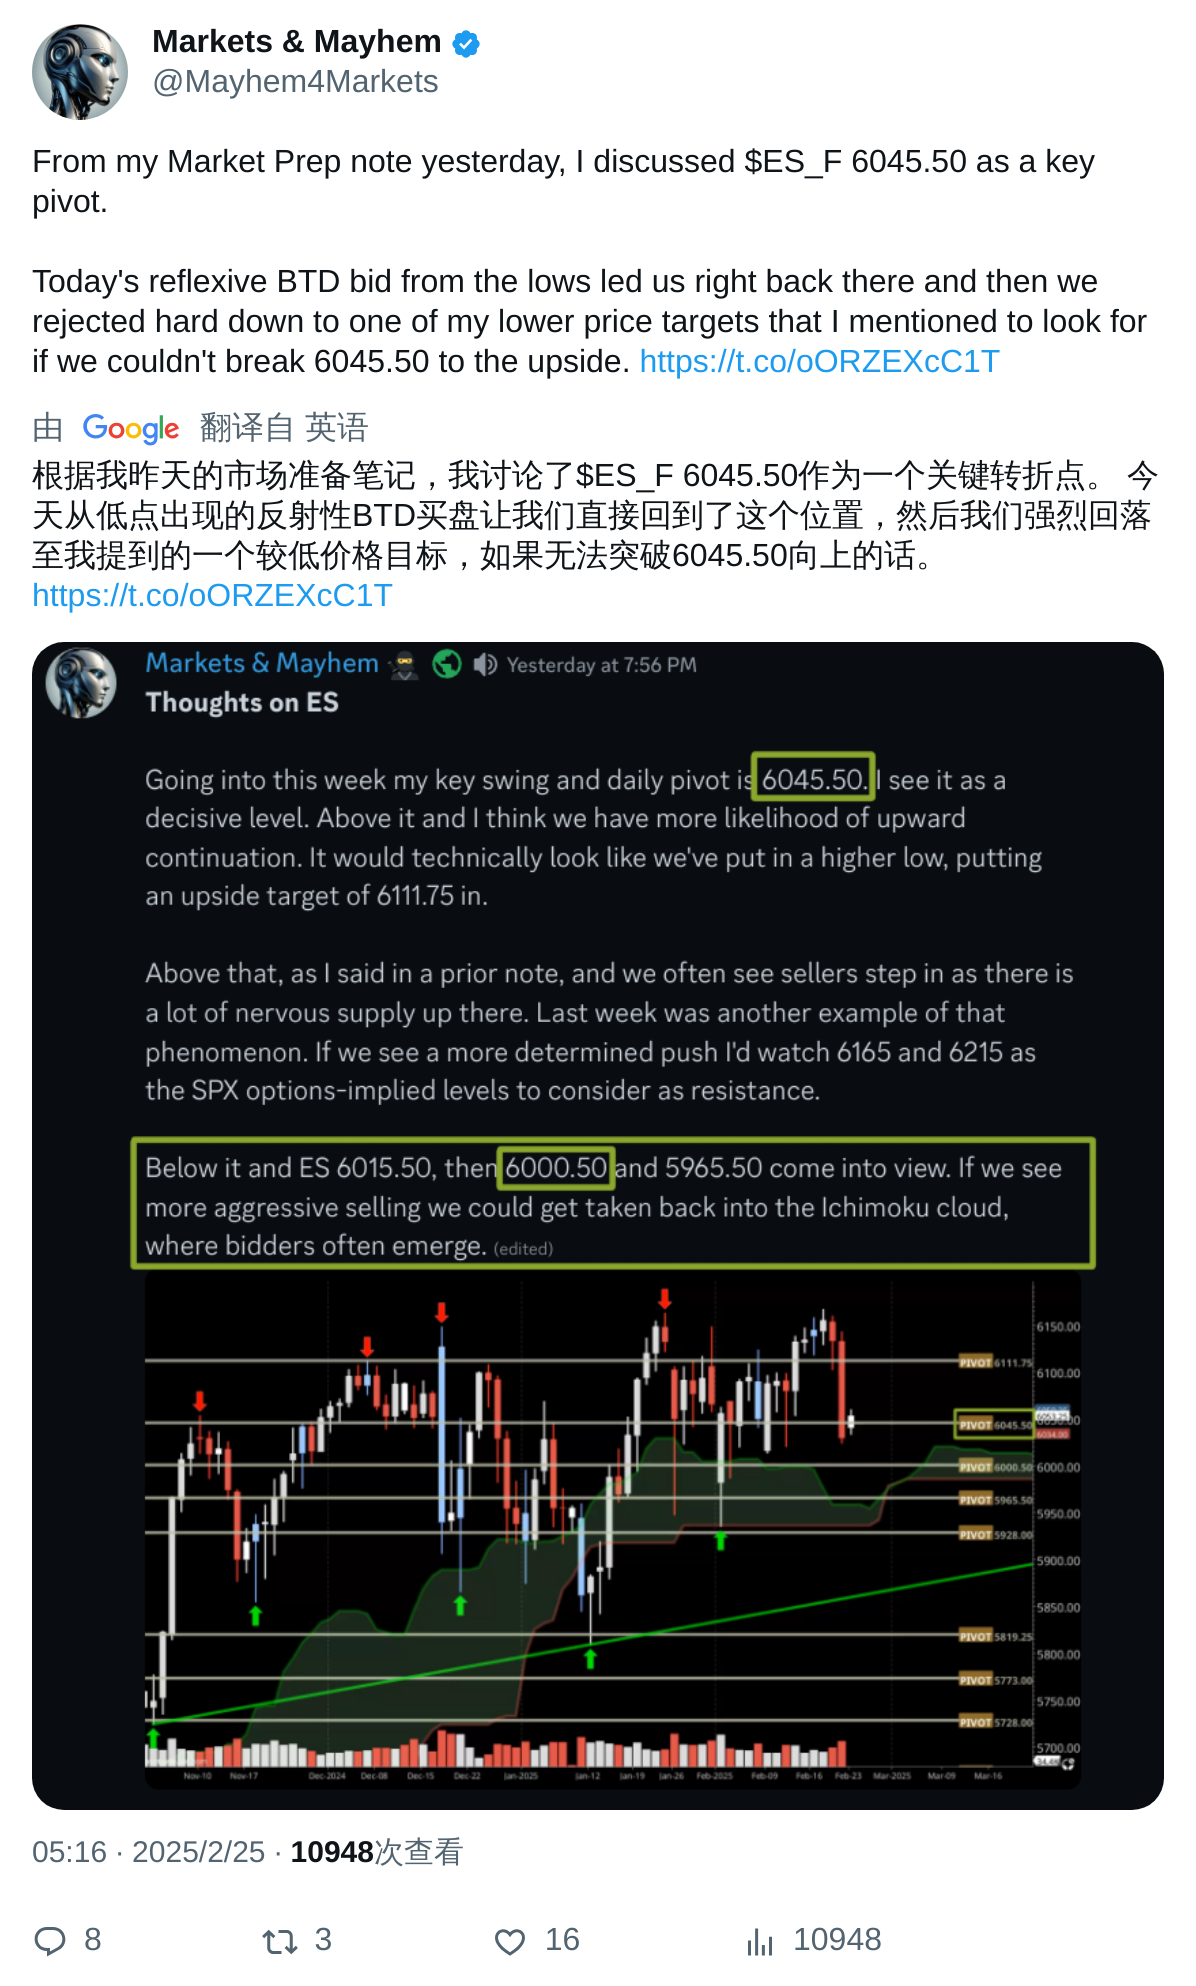 Markets & Mayhem
@Mayhem4Markets
From my Market Prep note yesterday, I discussed $ES_F 6045.50 as a key
pivot.
Today's reflexive BTD bid from the lows led us right back there and then we
rejected hard down to one of my lower price targets that I mentioned to look for
if we couldn't break 6045.50 to the upside. https://t.co/oORZEXcC1T
由 Google 翻译自 英语
根据我昨天的市场准备笔记，我讨论了$ES_F 6045.50作为一个关键转折点。 今
天从低点出现的反射性BTD买盘让我们直接回到了这个位置，然后我们强烈回落
至我提到的一个较低价格目标，如果无法突破6045.50向上的话。
https://t.co/oORZEXcC1T
Markets & Mayhem Yesterday at 7:56 PM
Thoughts on ES
Going into this week my key swing and daily pivot is 6045.50. I see it as a
decisive level. Above it and I think we have more likelihood of upward
continuation. It would technically look like we've put in a higher low, putting
an upside target of 6111.75 in.
Above that, as I said in a prior note, and we often see sellers step in as there is
a lot of nervous supply up there. Last week was another example of that
phenomenon. If we see a more determined push I'd watch 6165 and 6215 as
the SPX options-implied levels to consider as resistance.
Below it and ES 6015.50, then 6000.50 and 5965.50 come into view. If we see
more aggressive selling we could get taken back into the Ichimoku cloud,
where bidders often emerge. (edited)
6150.00
PIVOT 6111.75
6100.00
PIVOT 6045.50
6034.00
PIVOT 6000.50 6000.00
PIVOT 5965.50
5950.00
PIVOT 5928.00
5900.00
5850.00
PIVOT 5819.25
5800.00
PIVOT 5773.00
5750.00
PIVOT 5728.00
5700.00
Nov-10 Nov-17 Dec-2024 Dec-08 Dec-15 Dec-22 Jan-2025 Jan-12 Jan-19 Jan-26 Feb-2025 Feb-09 Feb-16 Feb-23 Mar-2025 Mar-09 Mar-16
05:16 · 2025/2/25 · 10948次查看
8 3 16 10948